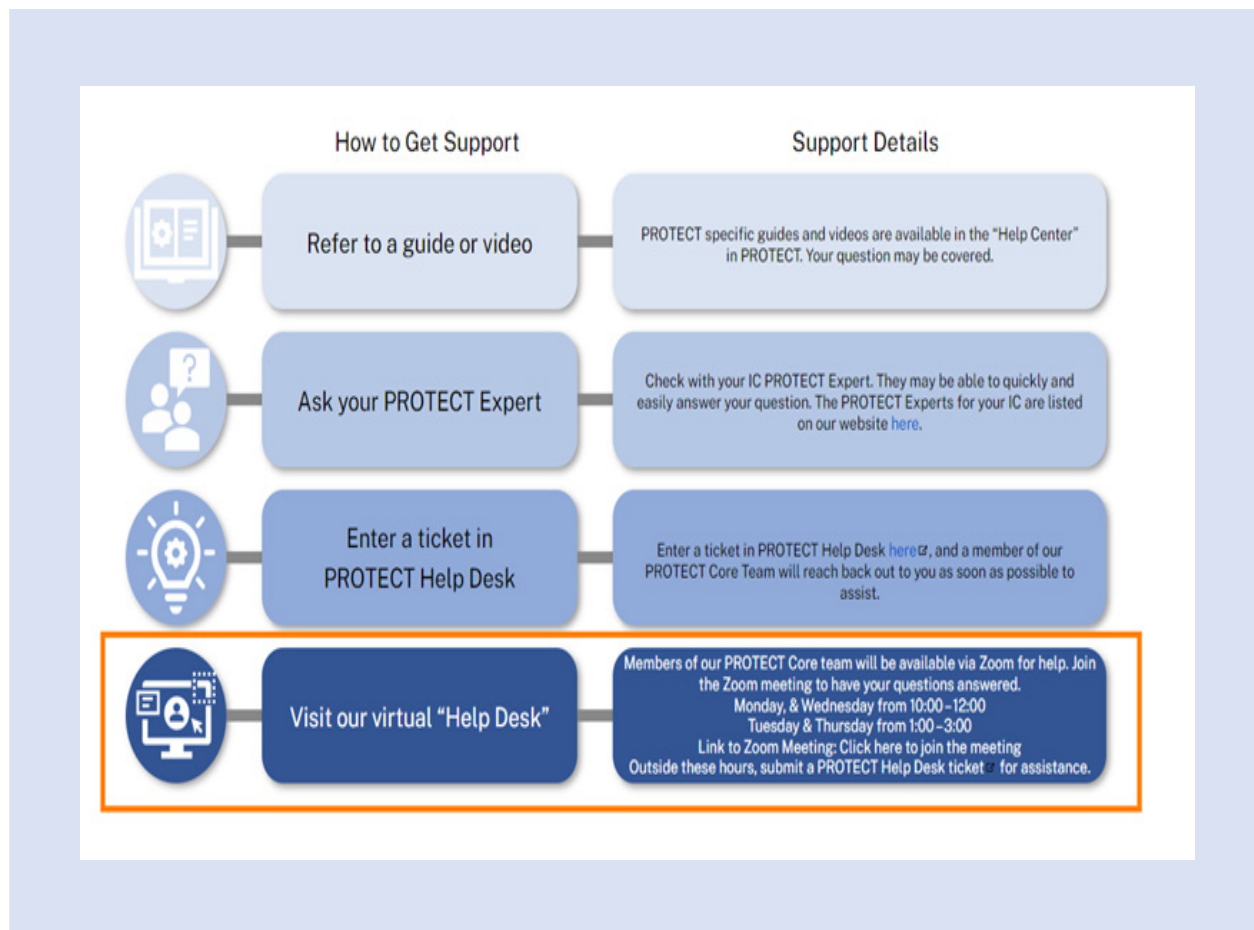 How to Get Support
Support Details
Refer to a guide or video
PROTECT specific guides and videos are available in the “Help Center”
in PROTECT. Your question may be covered.
?
Ask your PROTECT Expert
Check with your IC PROTECT Expert. They may be able to quickly and
easily answer your question. The PROTECT Experts for your IC are listed
on our website here.
Enter a ticket in
PROTECT Help Desk
Enter a ticket in PROTECT Help Desk here, and a member of our
PROTECT Core Team will reach back out to you as soon as possible to
assist.
Visit our virtual “Help Desk”
Members of our PROTECT Core team will be available via Zoom for help. Join
the Zoom meeting to have your questions answered.
Monday, & Wednesday from 10:00–12:00
Tuesday & Thursday from 1:00–3:00
Link to Zoom Meeting: Click here to join the meeting
Outside these hours, submit a PROTECT Help Desk ticket for assistance.